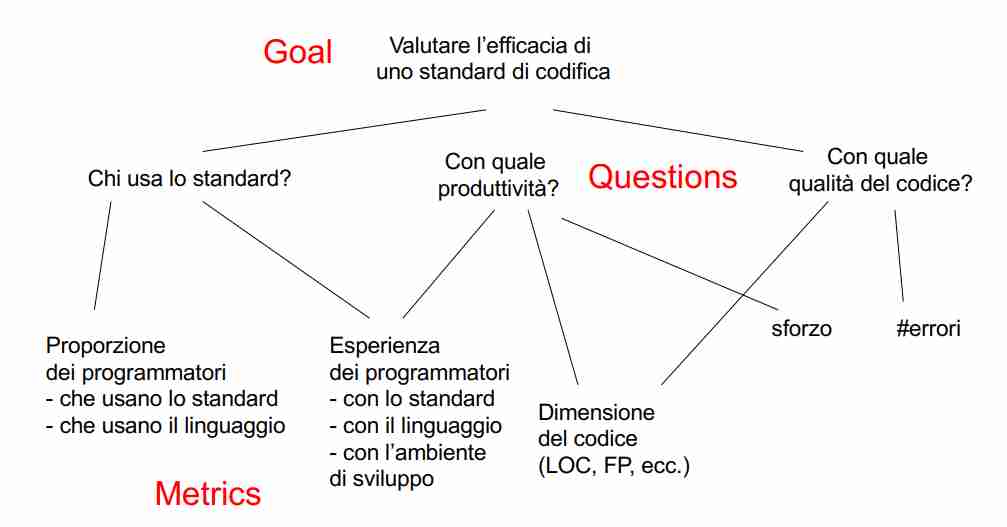 Goal
Valutare l'efficacia di
uno standard di codifica
Chi usa lo standard?
Con quale
produttività?
Questions
Con quale
qualità del codice?
Proporzione
dei programmatori
- che usano lo standard
- che usano il linguaggio
Esperienza
dei programmatori
- con lo standard
- con il linguaggio
- con l'ambiente
di sviluppo
Dimensione
del codice
(LOC, FP, ecc.)
sforzo
#errori
Metrics